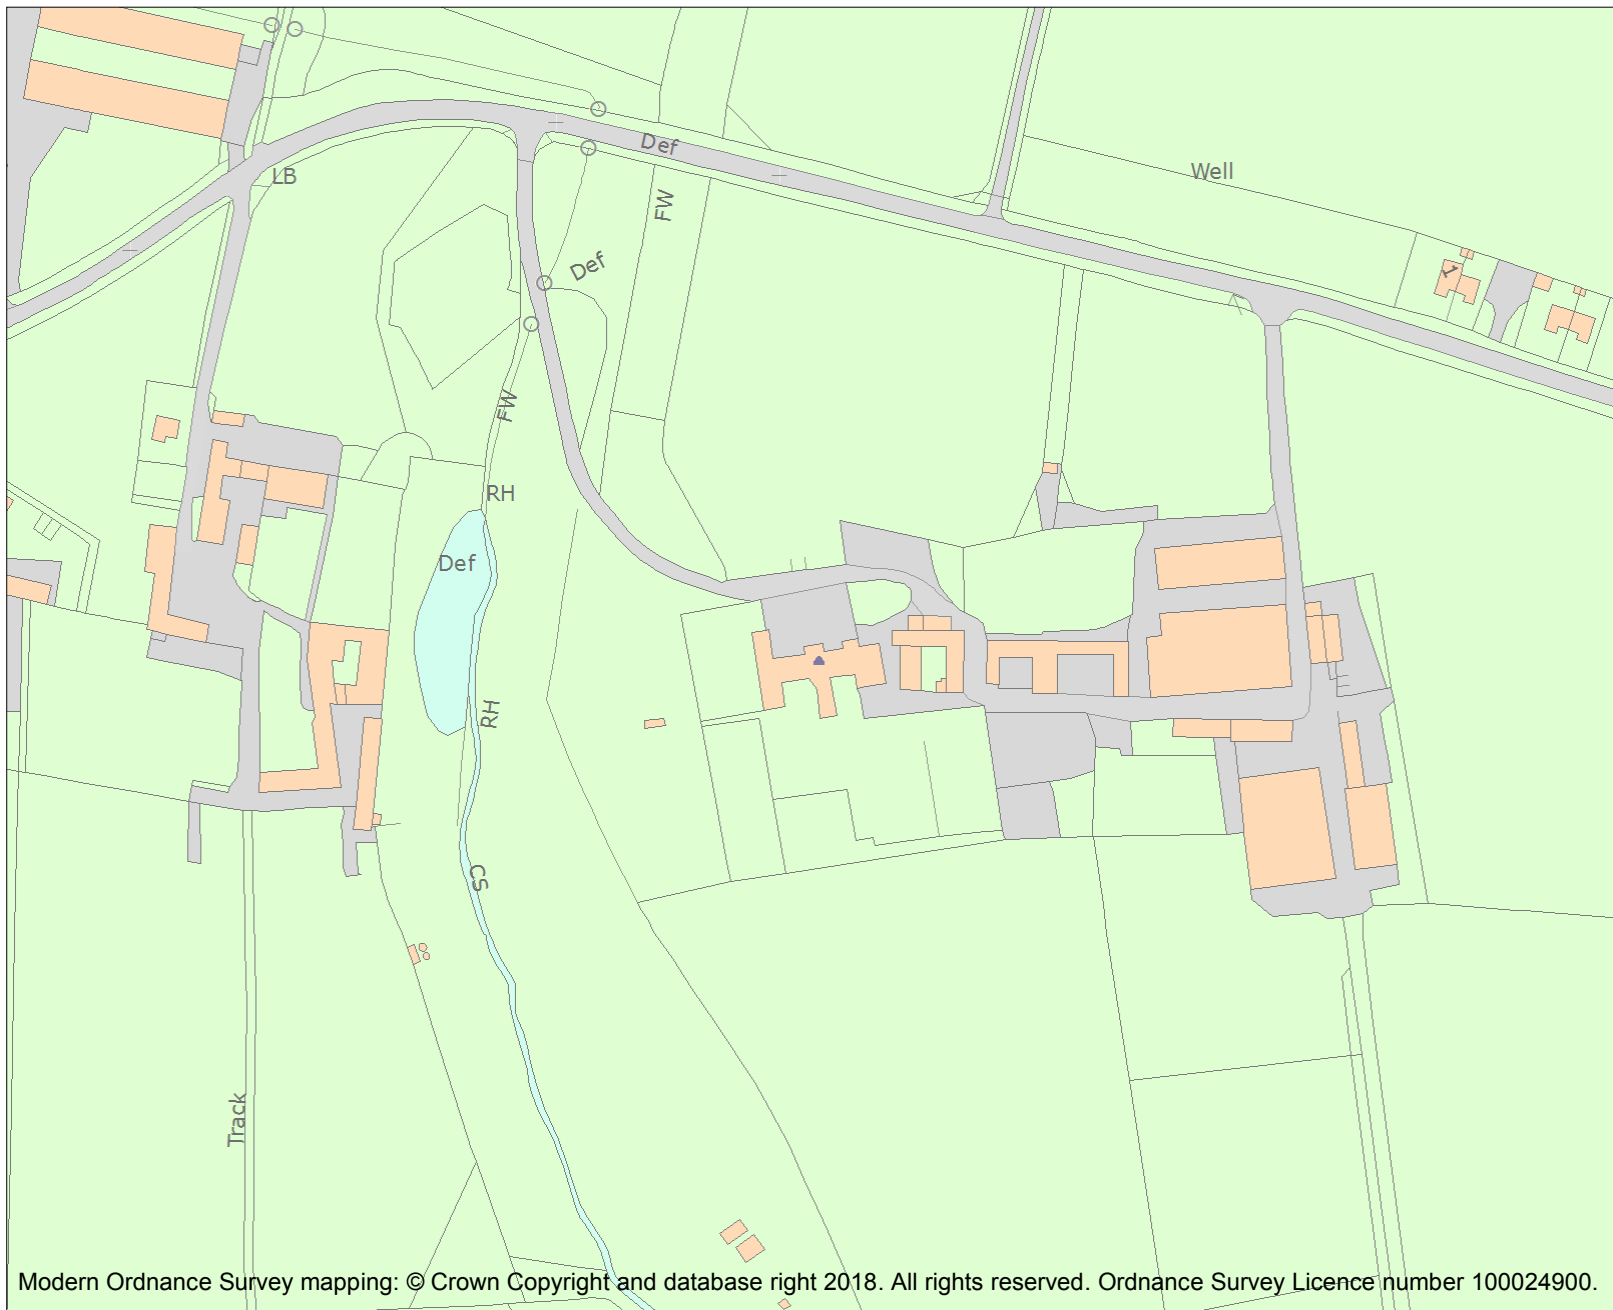 Def
LB
Well
FW
Def
1
FW
RH
Def
RH
CS
Track
Modern Ordnance Survey mapping: © Crown Copyright and database right 2018. All rights reserved. Ordnance Survey Licence number 100024900.